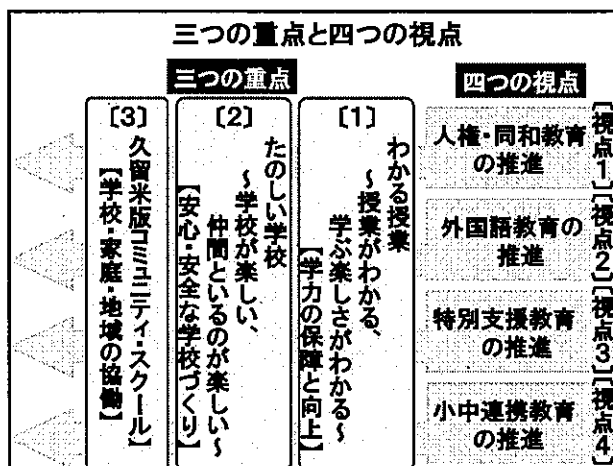 三つの重点と四つの視点
三つの重点
四つの視点
〔1〕
わかる授業
～授業がわかる、
学ぶ楽しさがわかる～
【学力の保障と向上】
〔2〕
たのしい学校
～学校が楽しい、
仲間といるのが楽しい～
【安心・安全な学校づくり】
〔3〕
久留米版コミュニティ・スクール
【学校・家庭・地域の協働】
〔視点1〕
人権・同和教育
の推進
〔視点2〕
外国語教育の
推進
〔視点3〕
特別支援教育
の推進
〔視点4〕
小中連携教育
の推進